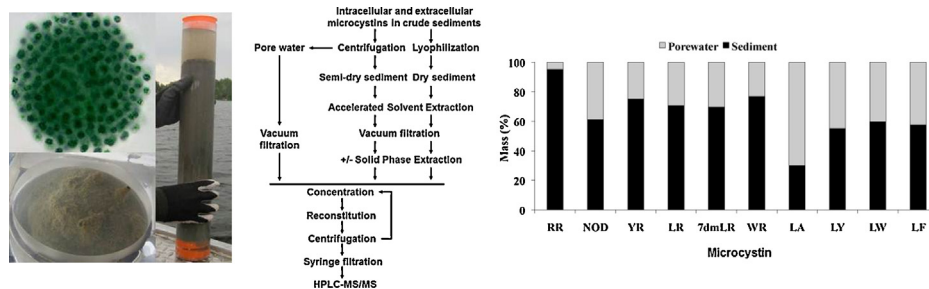 Intracellular and extracellular
microcystins in crude sediments
Pore water
Centrifugation
Lyophilization
Semi-dry sediment
Dry sediment
Accelerated Solvent Extraction
Vacuum
filtration
Vacuum filtration
+/- Solid Phase Extraction
Concentration
Reconstitution
Centrifugation
Syringe filtration
HPLC-MS/MS
Porewater
Sediment
Mass (%)
100
80
60
40
20
0
RR NOD YR LR 7dmLR WR LA LY LW LF
Microcystin